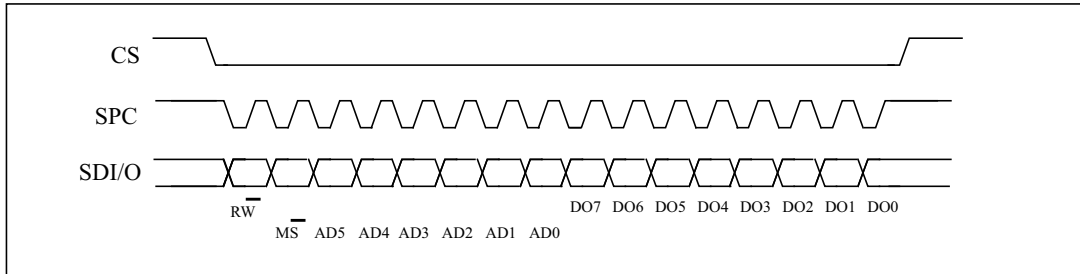 CS
SPC
SDI/O
RW DO7 DO6 DO5 DO4 DO3 DO2 DO1 DO0
MS AD5 AD4 AD3 AD2 AD1 AD0